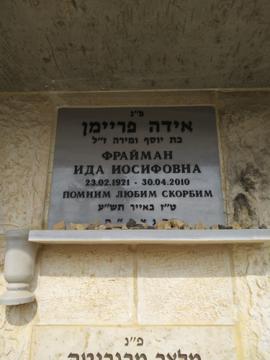 פ״נ
אידה פריימן
בת יוסף ומירה ז״ל
ФРАЙМАН
ИДА ИОСИФОВНА
23.02.1921 - 30.04.2010
ПОМНИМ ЛЮБИМ СКОРБИМ
ט״ז באייר תש״ע
פ״נ